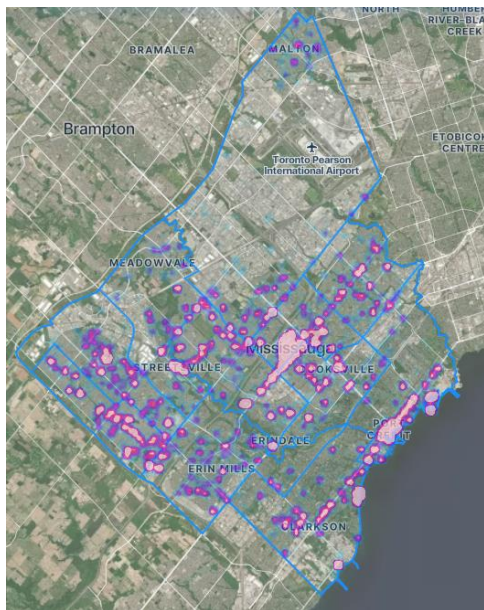 NORTH
HUMBER
RIVER-BLA
CREEK
BRAMALEA
MALTON
Brampton
ETOBICOK
CENTRE
Toronto Pearson
International Airport
MEADOWVALE
Mississauga
STREETSVILLE
COOKSVILLE
PORT
CREDIT
ERINDALE
ERIN MILLS
CLARKSON